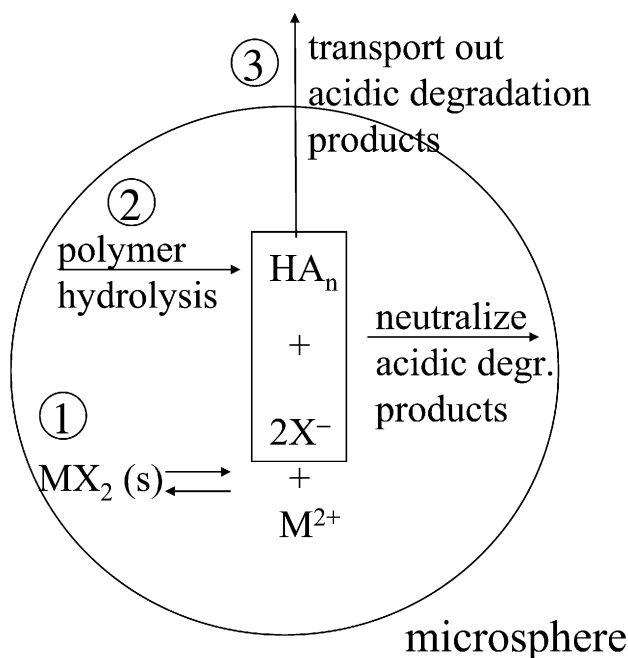 ③ transport out
acidic degradation
products
②
polymer
hydrolysis
HAₙ
+
2X⁻
neutralize
acidic degr.
products
①
MX₂ (s)
+
M²⁺
microsphere